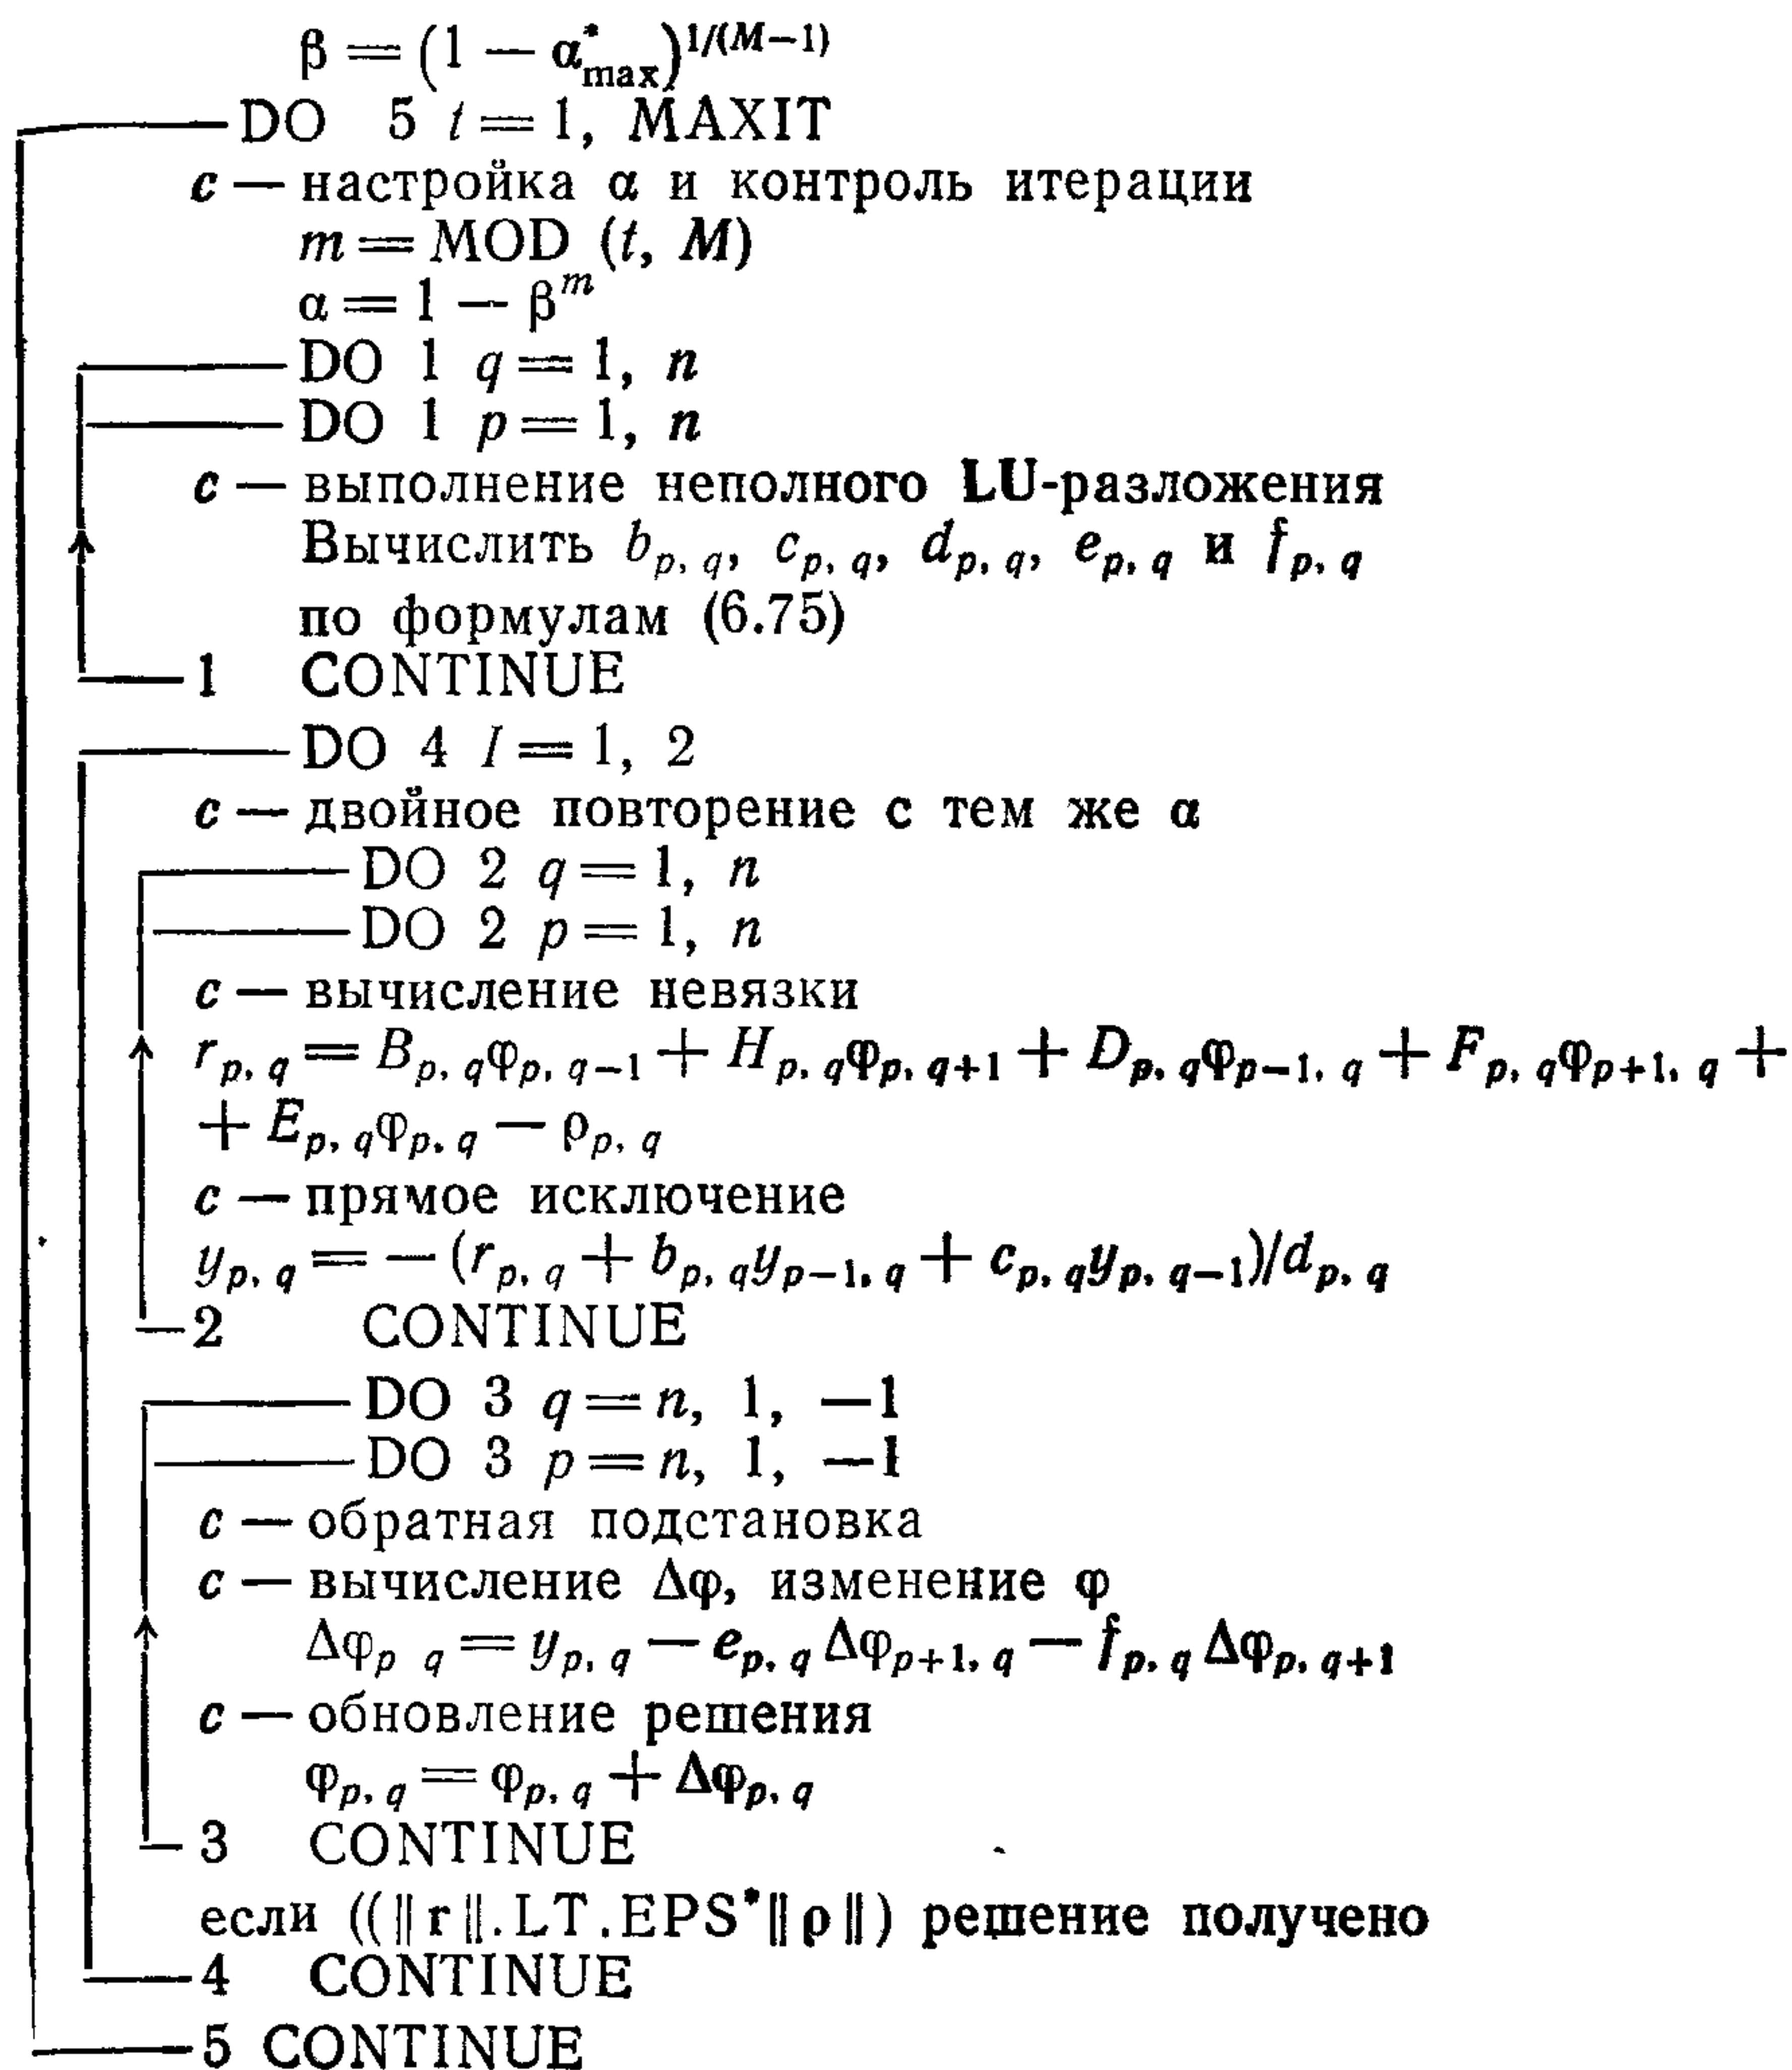 β = (1 − α*max)^1/(M−1)
DO 5 t = 1, MAXIT
c — настройка α и контроль итерации
m = MOD (t, M)
α = 1 − β^m
DO 1 q = 1, n
DO 1 p = 1, n
c — выполнение неполного LU-разложения
Вычислить b_p, q, c_p, q, d_p, q, e_p, q и f_p, q
по формулам (6.75)
1 CONTINUE
DO 4 I = 1, 2
c — двойное повторение с тем же α
DO 2 q = 1, n
DO 2 p = 1, n
c — вычисление невязки
r_p, q = B_p, q φ_p, q−1 + H_p, q φ_p, q+1 + D_p, q φ_p−1, q + F_p, q φ_p+1, q +
+ E_p, q φ_p, q − ρ_p, q
c — прямое исключение
y_p, q = − (r_p, q + b_p, q y_p−1, q + c_p, q y_p, q−1)/d_p, q
2 CONTINUE
DO 3 q = n, 1, −1
DO 3 p = n, 1, −1
c — обратная подстановка
c — вычисление Δφ, изменение φ
Δφ_p q = y_p, q − e_p, q Δφ_p+1, q − f_p, q Δφ_p, q+1
c — обновление решения
φ_p, q = φ_p, q + Δφ_p, q
3 CONTINUE
если ((‖r‖.LT.EPS*‖ρ‖) решение получено
4 CONTINUE
5 CONTINUE